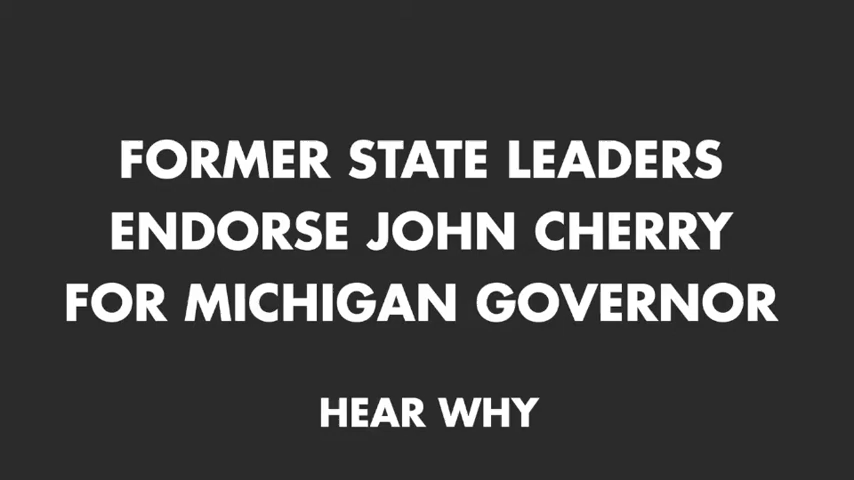 FORMER STATE LEADERS
ENDORSE JOHN CHERRY
FOR MICHIGAN GOVERNOR
HEAR WHY